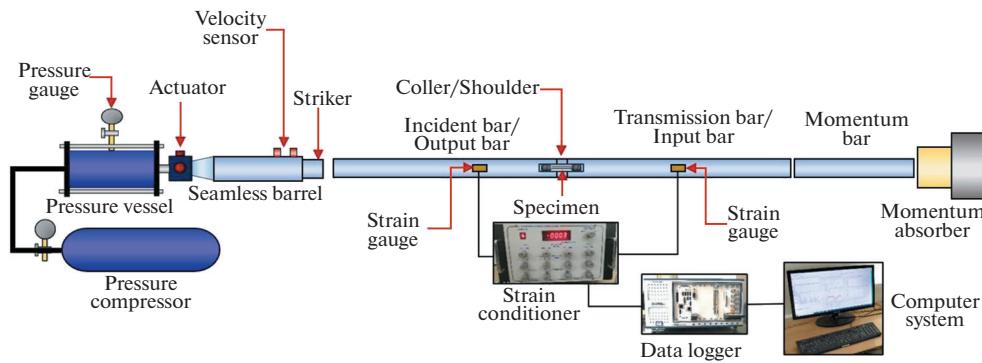 Velocity
sensor
Pressure
gauge
Actuator
Striker
Coller/Shoulder
Incident bar/
Output bar
Transmission bar/
Input bar
Momentum
bar
Seamless barrel
Pressure vessel
Strain
gauge
Specimen
Strain
gauge
Momentum
absorber
-0003
Pressure
compressor
Strain
conditioner
Data logger
Computer
system